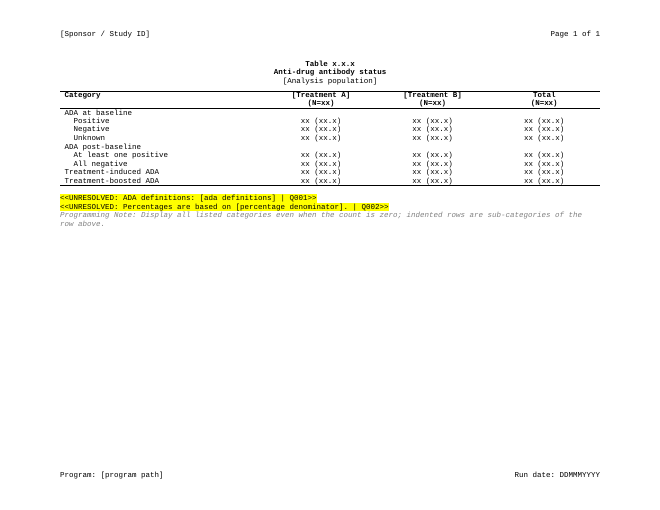 [Sponsor / Study ID] Page 1 of 1
Table x.x.x
Anti-drug antibody status
[Analysis population]
Category [Treatment A] [Treatment B] Total
(N=xx) (N=xx) (N=xx)
ADA at baseline
Positive xx (xx.x) xx (xx.x) xx (xx.x)
Negative xx (xx.x) xx (xx.x) xx (xx.x)
Unknown xx (xx.x) xx (xx.x) xx (xx.x)
ADA post-baseline
At least one positive xx (xx.x) xx (xx.x) xx (xx.x)
All negative xx (xx.x) xx (xx.x) xx (xx.x)
Treatment-induced ADA xx (xx.x) xx (xx.x) xx (xx.x)
Treatment-boosted ADA xx (xx.x) xx (xx.x) xx (xx.x)
<<UNRESOLVED: ADA definitions: [ada definitions] | Q001>>
<<UNRESOLVED: Percentages are based on [percentage denominator]. | Q002>>
Programming Note: Display all listed categories even when the count is zero; indented rows are sub-categories of the
row above.
Program: [program path] Run date: DDMMMYYYY